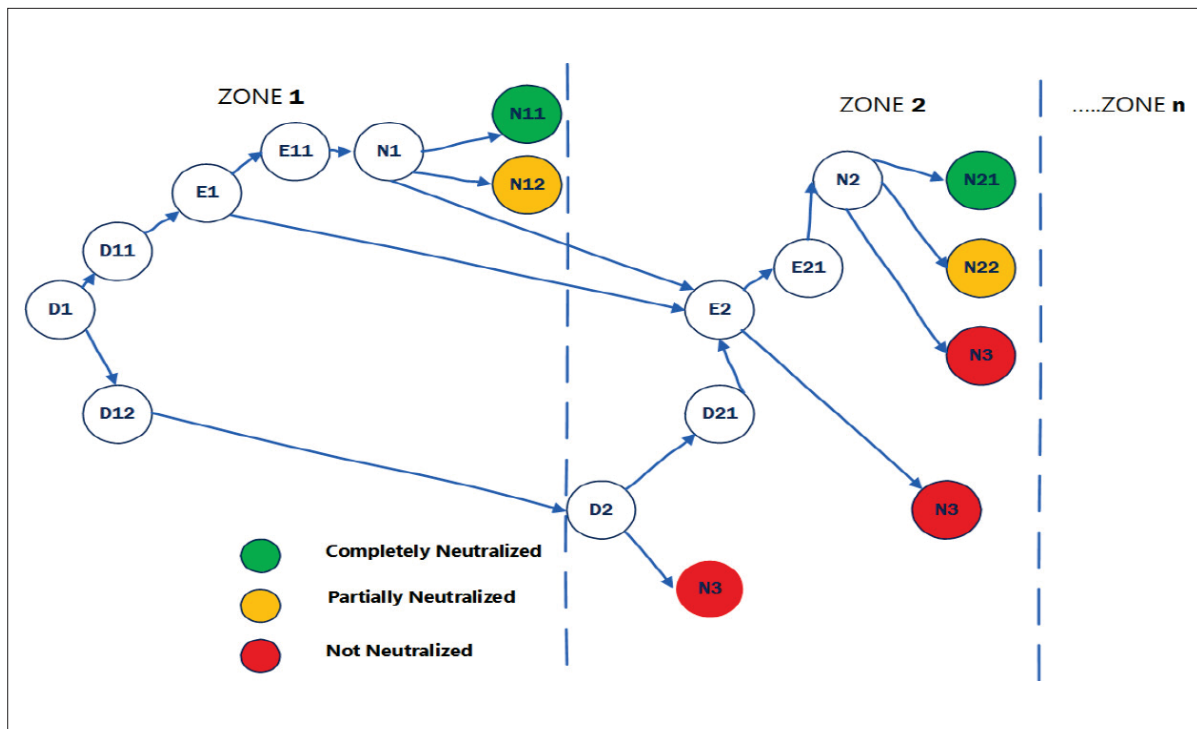 ZONE 1
ZONE 2
.....ZONE n
N11
E11
N1
N12
N2
N21
E1
D11
E21
N22
D1
E2
N3
D12
D21
D2
N3
N3
Completely Neutralized
Partially Neutralized
Not Neutralized